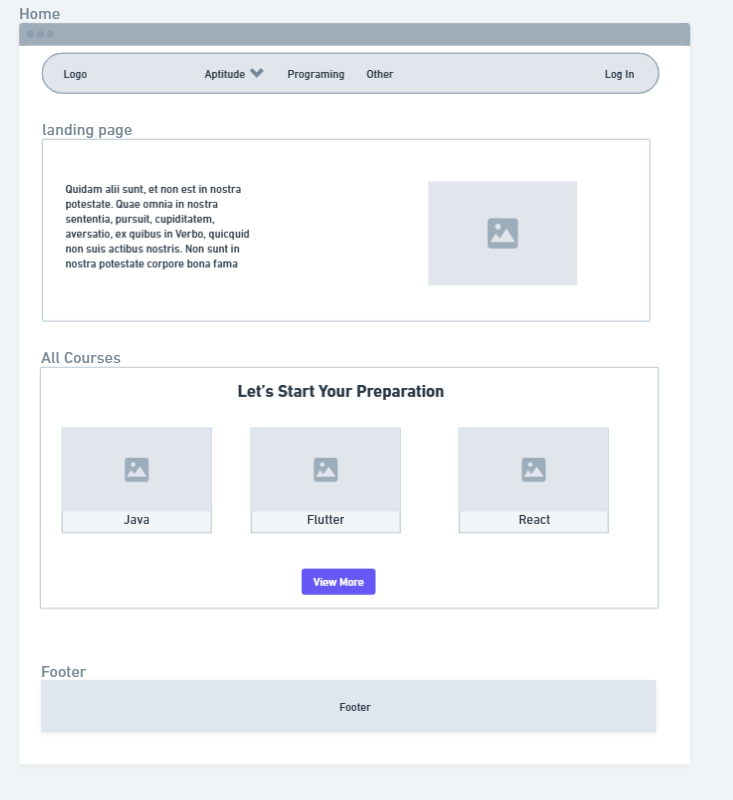 Home
Logo
Aptitude
Programing
Other
Log In
landing page
Quidam alii sunt, et non est in nostra
potestate. Quae omnia in nostra
sententia, pursuit, cupiditatem,
aversatio, ex quibus in Verbo, quicquid
non suis actibus nostris. Non sunt in
nostra potestate corpore bona fama
All Courses
Let's Start Your Preparation
Java
Flutter
React
View More
Footer
Footer